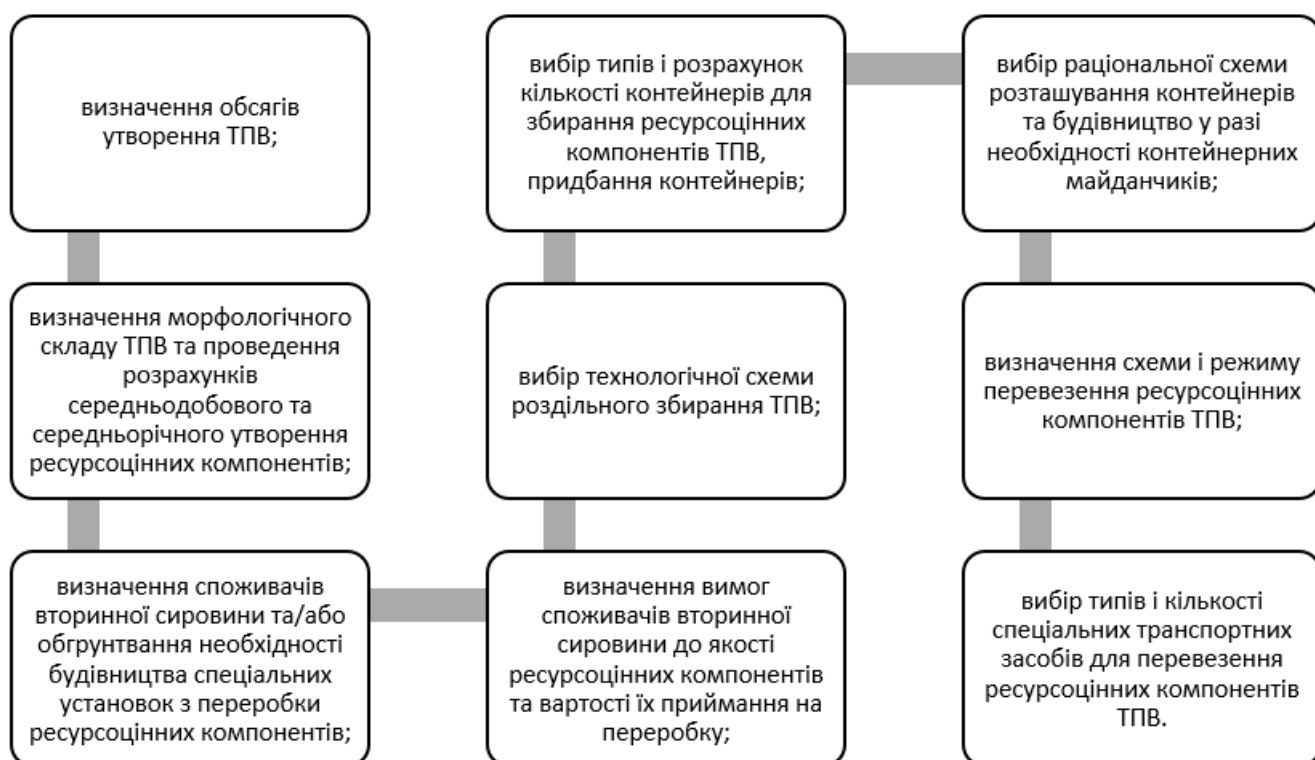 визначення обсягів
утворення ТПВ;
визначення морфологічного
складу ТПВ та проведення
розрахунків
середньодобового та
середньорічного утворення
ресурсоцінних компонентів;
визначення споживачів
вторинної сировини та/або
обгрунтвання необхідності
будівництва спеціальних
установок з переробки
ресурсоцінних компонентів;
визначення вимог
споживачів вторинної
сировини до якості
ресурсоцінних компонентів
та вартості їх приймання на
переробку;
вибір технологічної схеми
роздільного збирання ТПВ;
вибір типів і розрахунок
кількості контейнерів для
збирання ресурсоцінних
компонентів ТПВ,
придбання контейнерів;
вибір раціональної схеми
розташування контейнерів
та будівництво у разі
необхідності контейнерних
майданчиків;
визначення схеми і режиму
перевезення ресурсоцінних
компонентів ТПВ;
вибір типів і кількості
спеціальних транспортних
засобів для перевезення
ресурсоцінних компонентів
ТПВ.